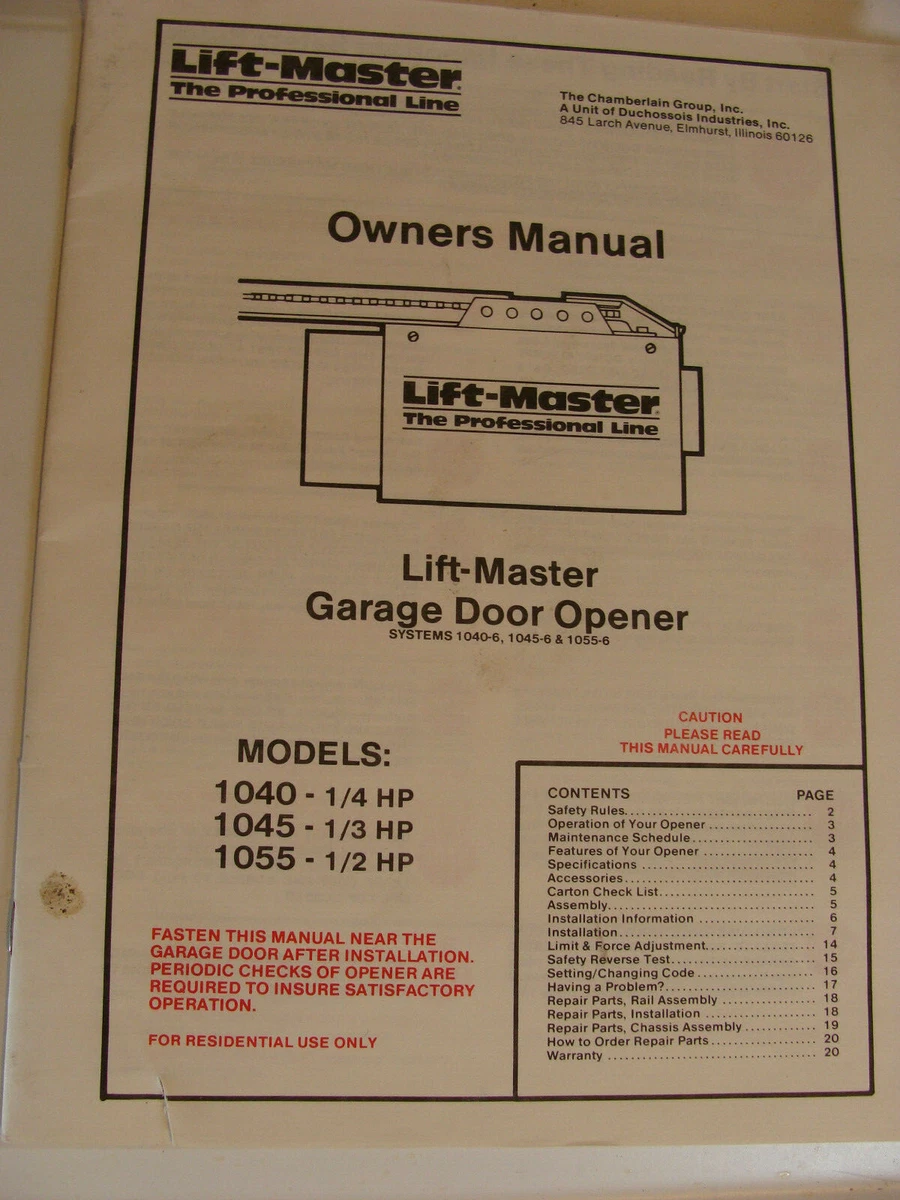 Lift-Master®
The Professional Line
The Chamberlain Group, Inc.
A Unit of Duchossois Industries, Inc.
845 Larch Avenue, Elmhurst, Illinois 60126
Owners Manual
Lift-Master®
The Professional Line
Lift-Master
Garage Door Opener
SYSTEMS 1040-6, 1045-6 & 1055-6
MODELS:
1040 - 1/4 HP
1045 - 1/3 HP
1055 - 1/2 HP
FASTEN THIS MANUAL NEAR THE
GARAGE DOOR AFTER INSTALLATION.
PERIODIC CHECKS OF OPENER ARE
REQUIRED TO INSURE SATISFACTORY
OPERATION.
FOR RESIDENTIAL USE ONLY
CAUTION
PLEASE READ
THIS MANUAL CAREFULLY
CONTENTS PAGE
Safety Rules................................ 2
Operation of Your Opener .................. 3
Maintenance Schedule..................... 3
Features of Your Opener ................... 4
Specifications .............................. 4
Accessories................................ 4
Carton Check List.......................... 5
Assembly................................... 5
Installation Information .................... 6
Installation.................................. 7
Limit & Force Adjustment................... 14
Safety Reverse Test......................... 15
Setting/Changing Code .................... 16
Having a Problem?.......................... 17
Repair Parts, Rail Assembly ................ 18
Repair Parts, Installation ................... 18
Repair Parts, Chassis Assembly ............ 19
How to Order Repair Parts .................. 20
Warranty .................................... 20